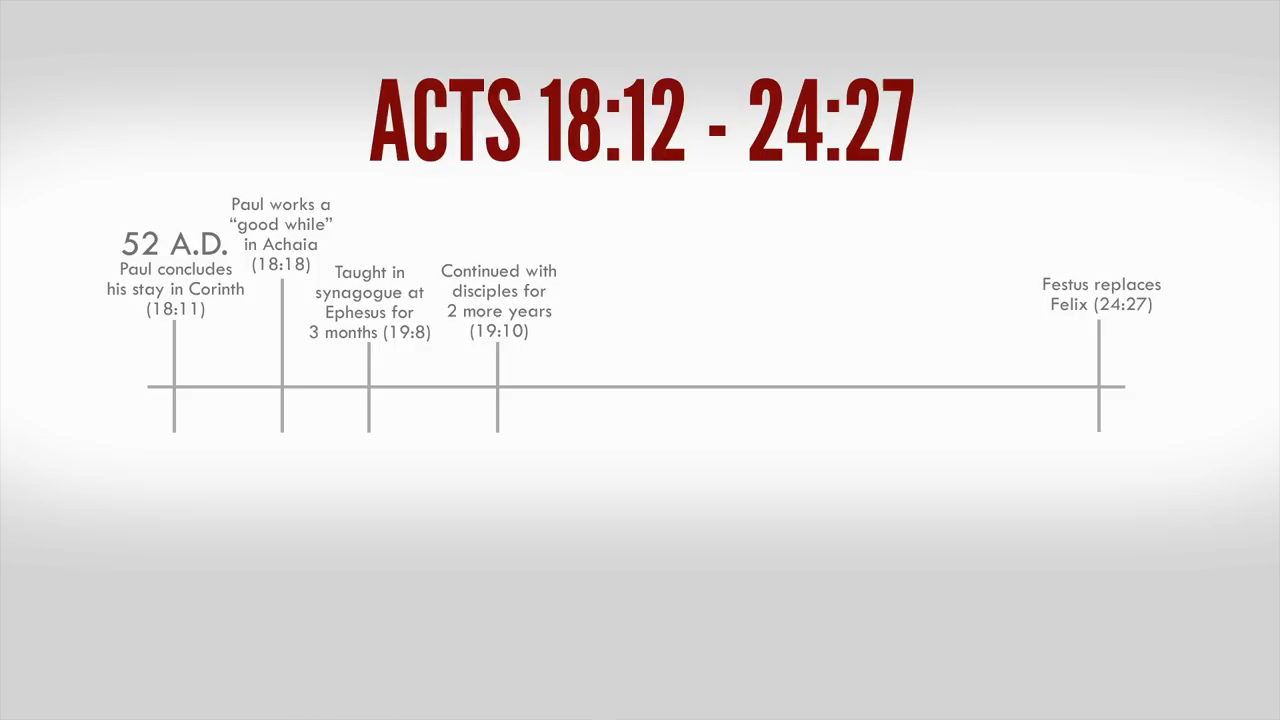 ACTS 18:12 - 24:27
52 A.D.
Paul concludes
his stay in Corinth
(18:11)
Paul works a
“good while”
in Achaia
(18:18)
Taught in
synagogue at
Ephesus for
3 months (19:8)
Continued with
disciples for
2 more years
(19:10)
Festus replaces
Felix (24:27)